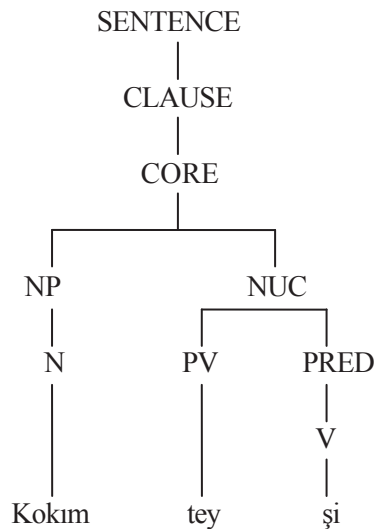 SENTENCE
CLAUSE
CORE
NP NUC
N PV PRED
V
Kokım tey şi